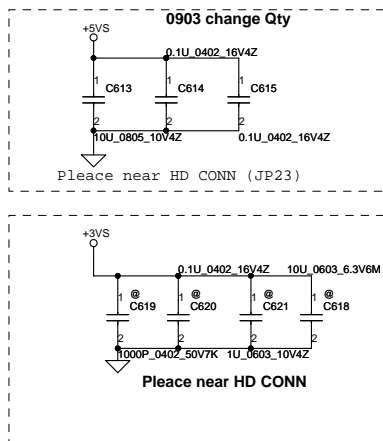 0903 change Qty
+5VS
0.1U_0402_16V4Z
1 1 1
C613 C614 C615
2 2 2
10U_0805_10V4Z 0.1U_0402_16V4Z
Pleace near HD CONN (JP23)
+3VS
0.1U_0402_16V4Z 10U_0603_6.3V6M
1 @ 1 @ 1 @ 1 @
C619 C620 C621 C618
2 2 2 2
1000P_0402_50V7K 1U_0603_10V4Z
Pleace near HD CONN